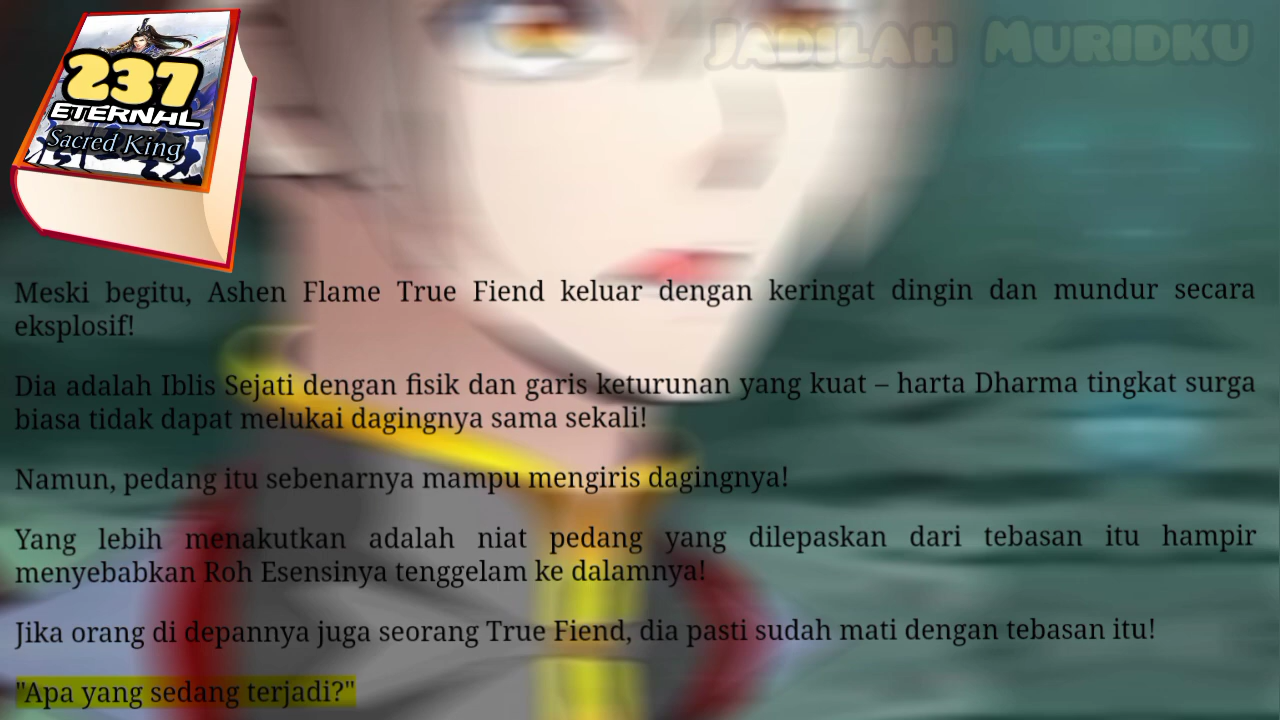 JADILAH MURIDKU
237
ETERNAL
Sacred King
Meski begitu, Ashen Flame True Fiend keluar dengan keringat dingin dan mundur secara
eksplosif!
Dia adalah Iblis Sejati dengan fisik dan garis keturunan yang kuat – harta Dharma tingkat surga
biasa tidak dapat melukai dagingnya sama sekali!
Namun, pedang itu sebenarnya mampu mengiris dagingnya!
Yang lebih menakutkan adalah niat pedang yang dilepaskan dari tebasan itu hampir
menyebabkan Roh Esensinya tenggelam ke dalamnya!
Jika orang di depannya juga seorang True Fiend, dia pasti sudah mati dengan tebasan itu!
"Apa yang sedang terjadi?"